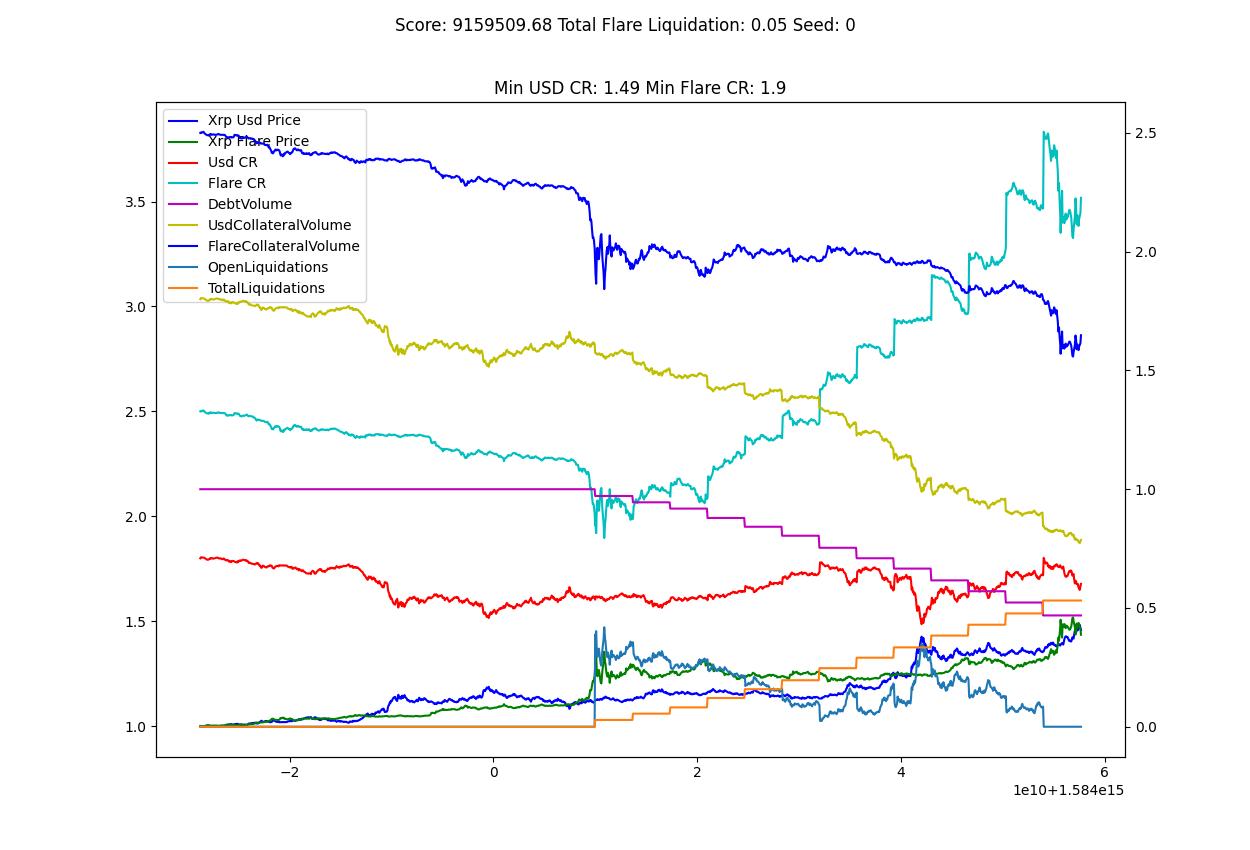 Score: 9159509.68 Total Flare Liquidation: 0.05 Seed: 0
Min USD CR: 1.49 Min Flare CR: 1.9
Xrp Usd Price
Xrp Flare Price
Usd CR
Flare CR
DebtVolume
UsdCollateralVolume
FlareCollateralVolume
OpenLiquidations
TotalLiquidations
3.5
3.0
2.5
2.0
1.5
1.0
2.5
2.0
1.5
1.0
0.5
0.0
−2 0 2 4 6
1e10+1.584e15